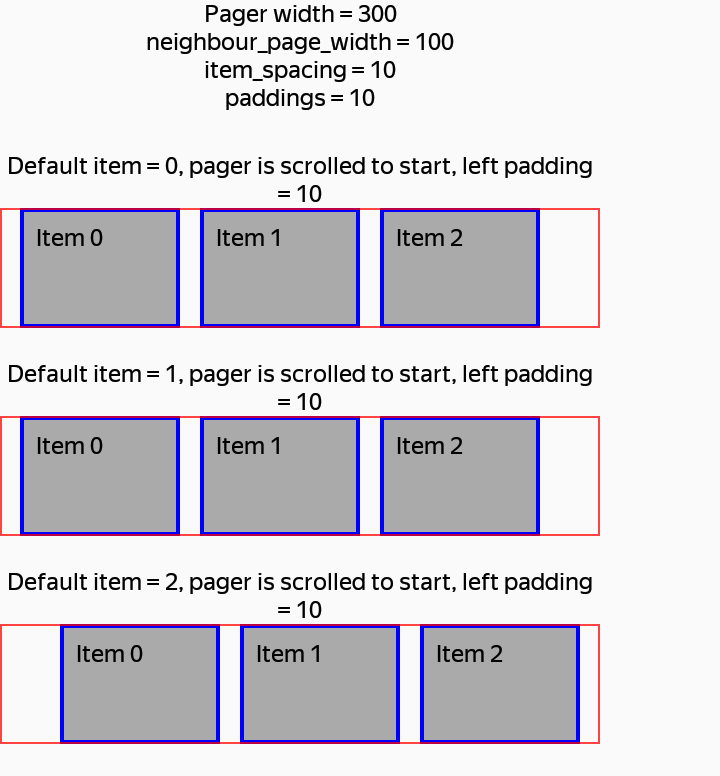 Pager width = 300
neighbour_page_width = 100
item_spacing = 10
paddings = 10
Default item = 0, pager is scrolled to start, left padding
= 10
Item 0 Item 1 Item 2
Default item = 1, pager is scrolled to start, left padding
= 10
Item 0 Item 1 Item 2
Default item = 2, pager is scrolled to start, left padding
= 10
Item 0 Item 1 Item 2